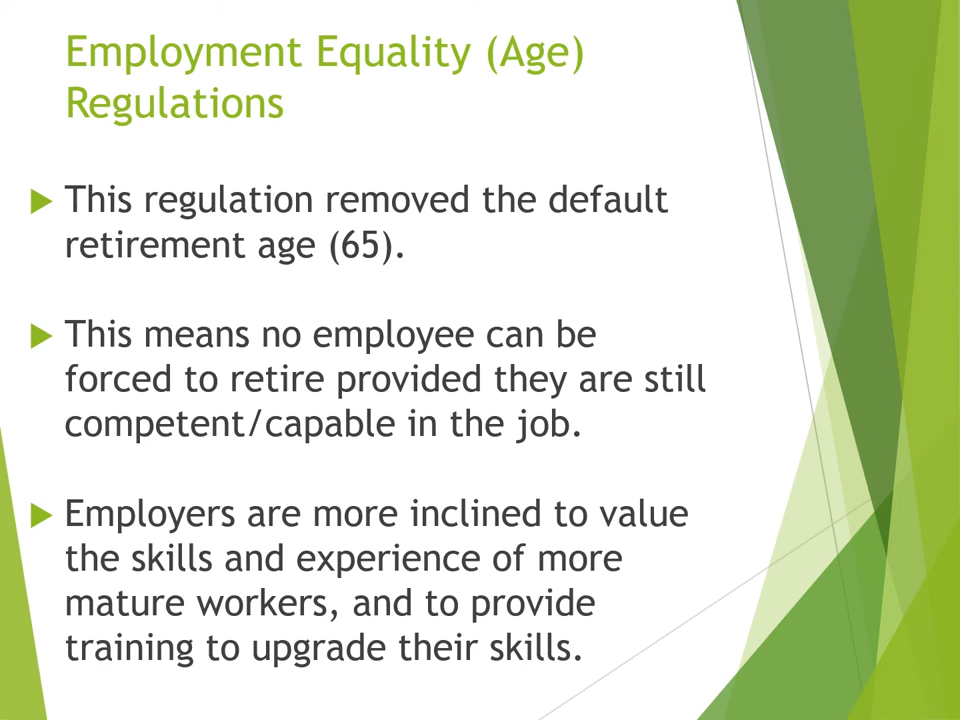 Employment Equality (Age)
Regulations
This regulation removed the default
retirement age (65).
This means no employee can be
forced to retire provided they are still
competent/capable in the job.
Employers are more inclined to value
the skills and experience of more
mature workers, and to provide
training to upgrade their skills.